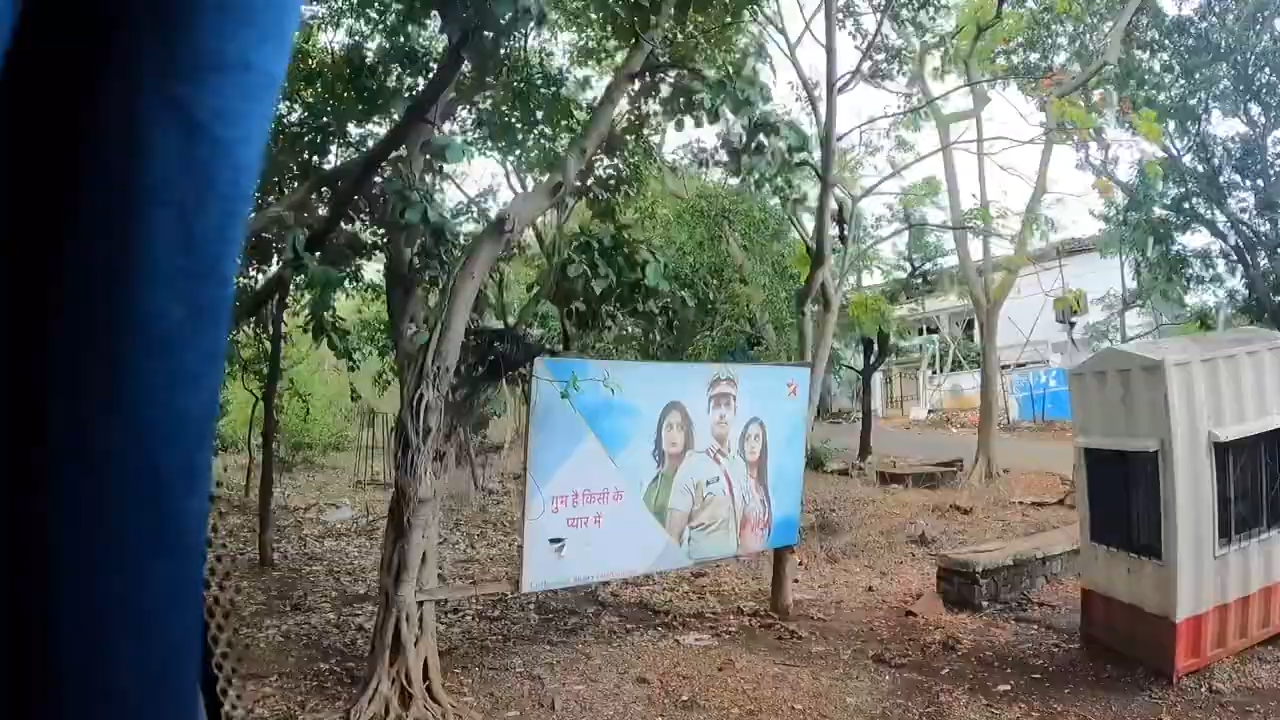 गुम है किसी के
प्यार में